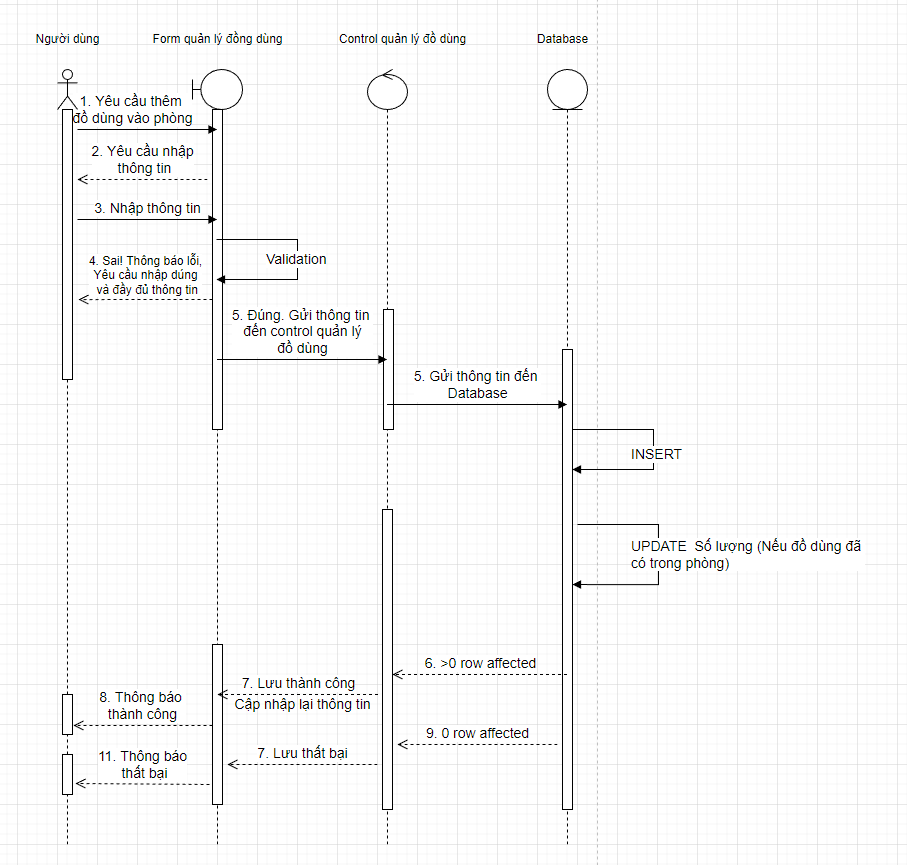 Người dùng
Form quản lý đồng dùng
Control quản lý đồ dùng
Database
1. Yêu cầu thêm
đồ dùng vào phòng
2. Yêu cầu nhập
thông tin
3. Nhập thông tin
Validation
4. Sai! Thông báo lỗi,
Yêu cầu nhập dúng
vả đầy đủ thông tin
5. Đúng. Gửi thông tin
đến control quản lý
đồ dùng
5. Gửi thông tin đến
Database
INSERT
UPDATE Số lượng (Nếu đồ dùng đã
có trong phòng)
6. >0 row affected
7. Lưu thành công
Cập nhập lại thông tin
8. Thông báo
thành công
9. 0 row affected
7. Lưu thất bại
11. Thông báo
thất bại